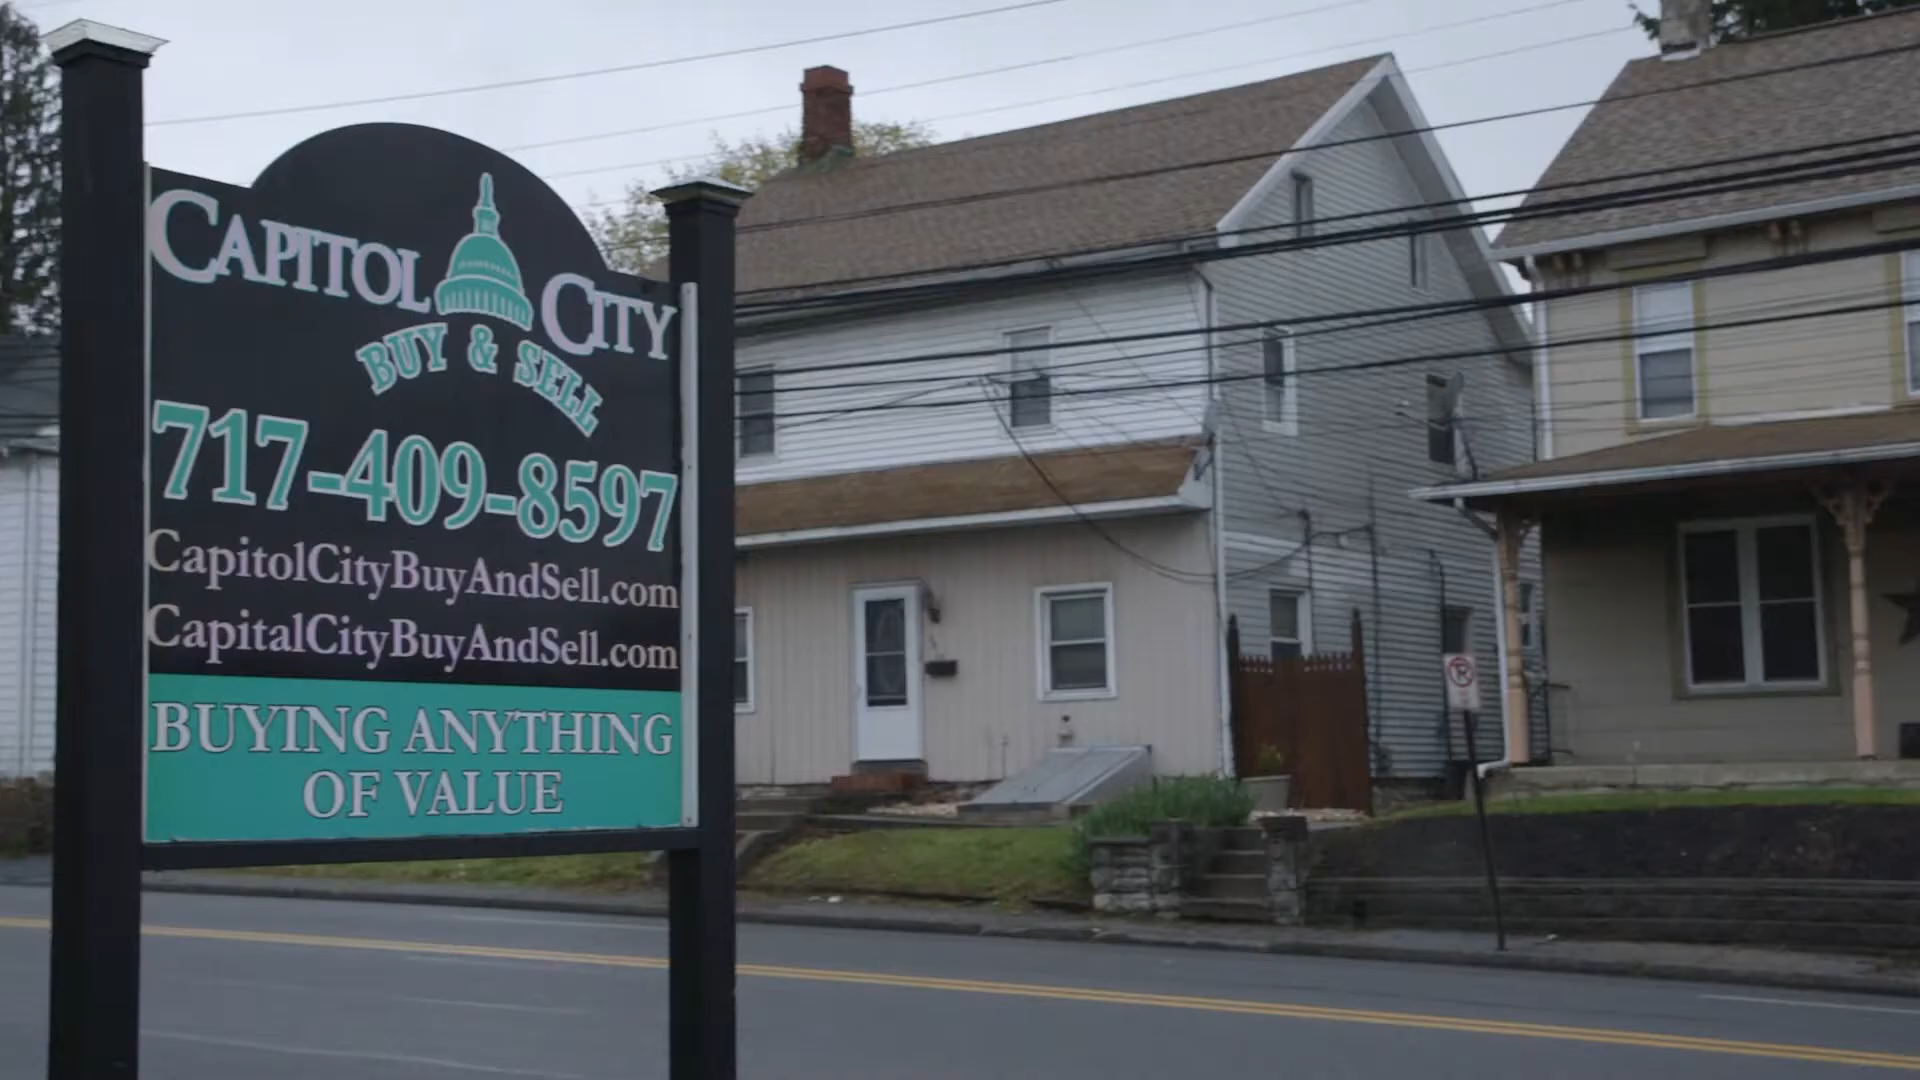 CAPITOL CITY
BUY & SELL
717-409-8597
CapitolCityBuyAndSell.com
CapitalCityBuyAndSell.com
BUYING ANYTHING
OF VALUE